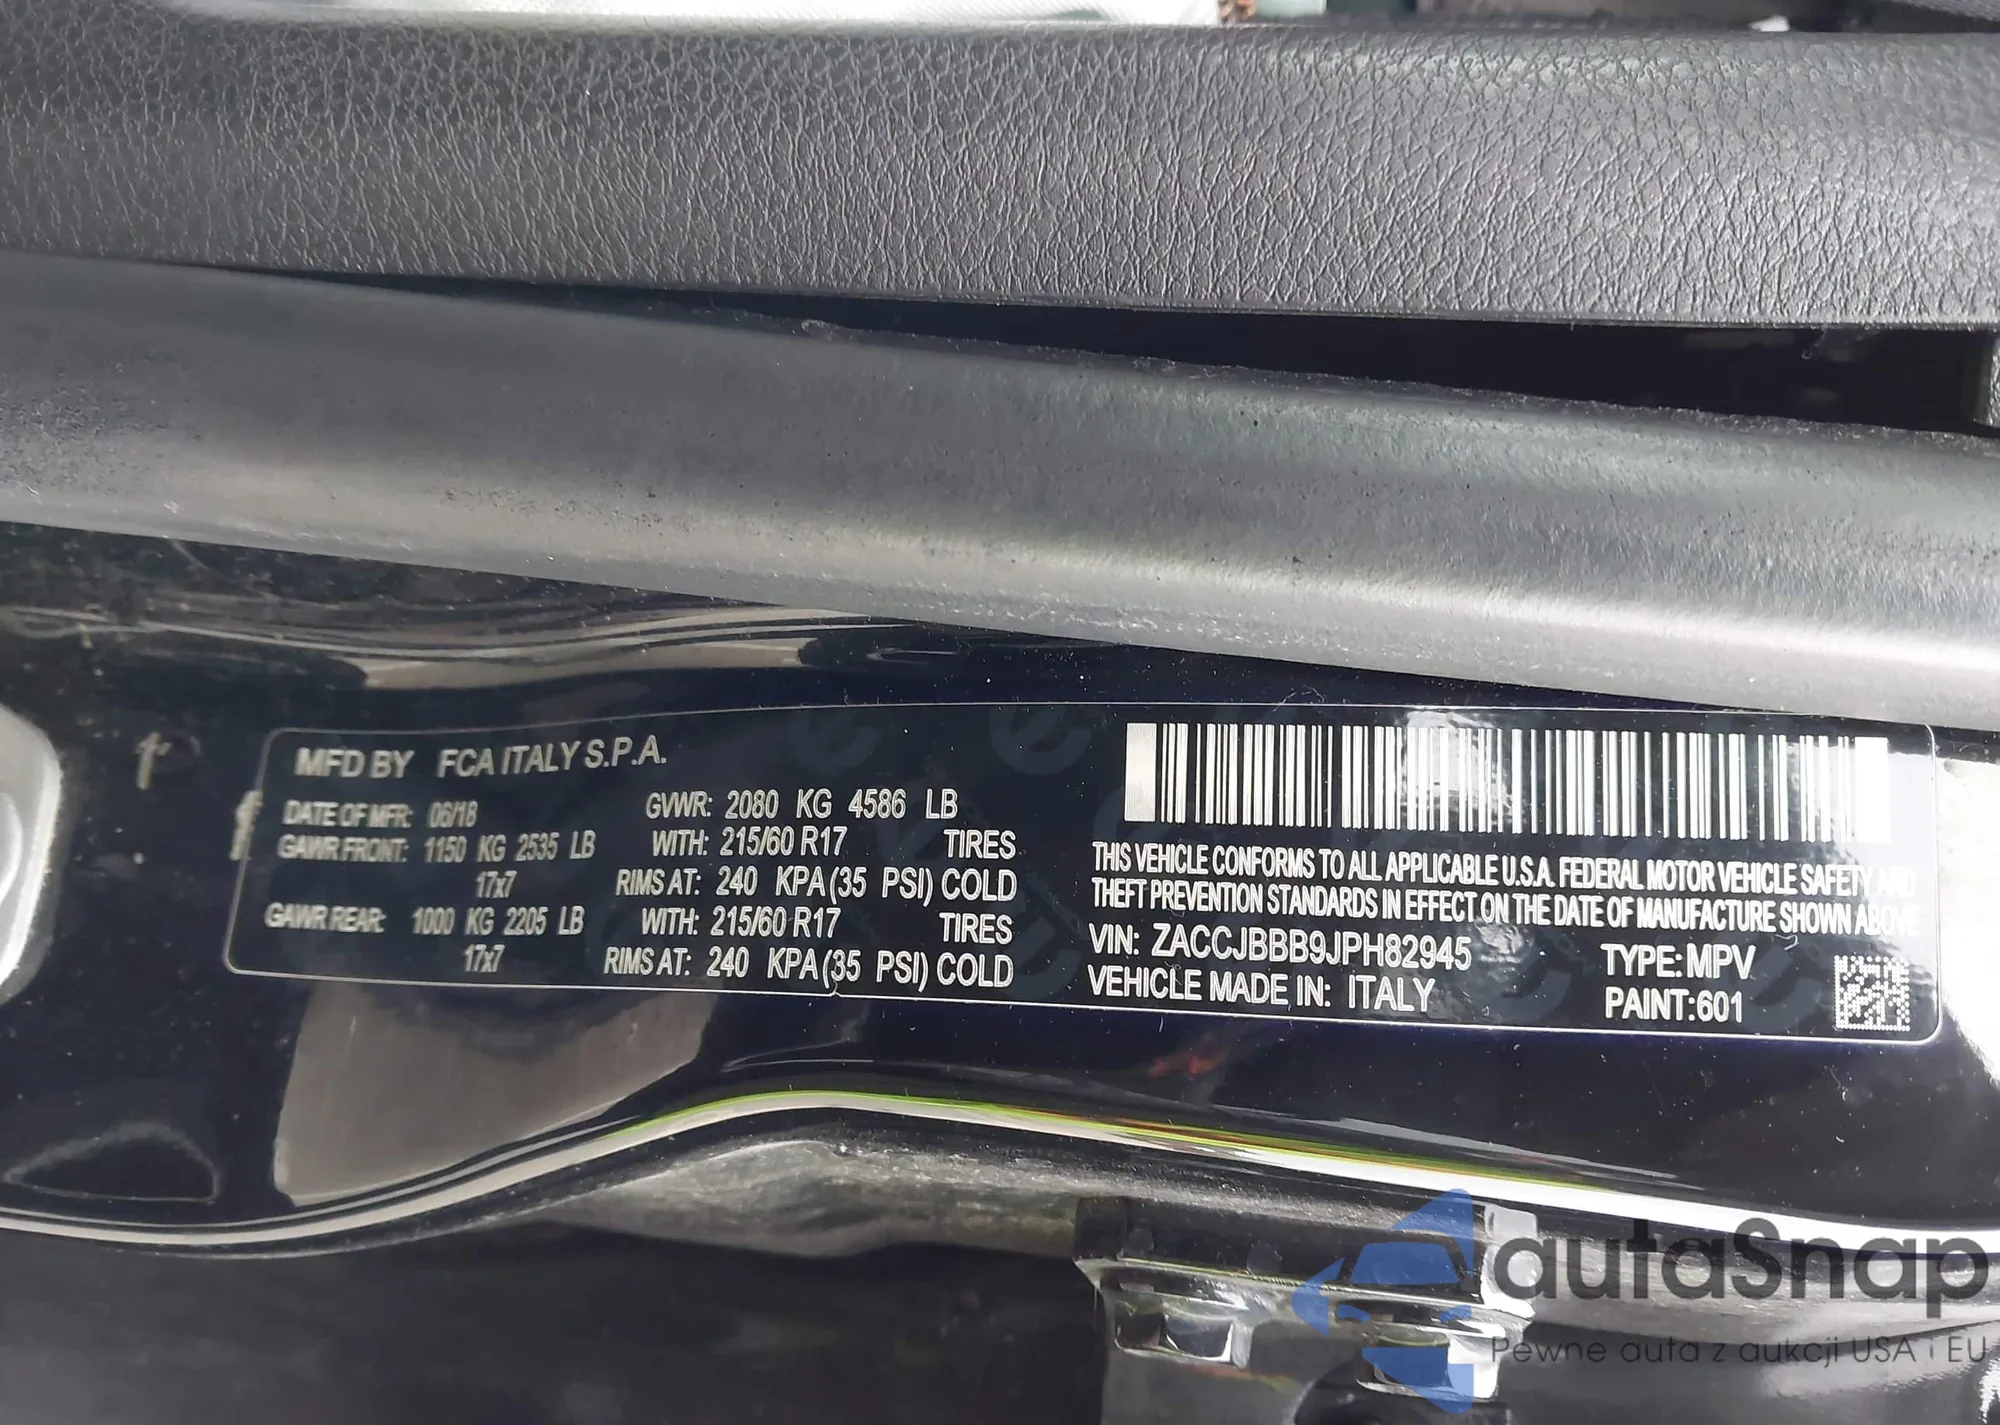 MFD BY FCA ITALY S.P.A.
DATE OF MFR: 06/18 GVWR: 2080 KG 4586 LB
GAWR FRONT: 1150 KG 2535 LB WITH: 215/60 R17 TIRES
17x7 RIMS AT: 240 KPA (35 PSI) COLD
GAWR REAR: 1000 KG 2205 LB WITH: 215/60 R17 TIRES
17x7 RIMS AT: 240 KPA (35 PSI) COLD
THIS VEHICLE CONFORMS TO ALL APPLICABLE U.S.A. FEDERAL MOTOR VEHICLE SAFETY AND
THEFT PREVENTION STANDARDS IN EFFECT ON THE DATE OF MANUFACTURE SHOWN ABOVE
VIN: ZACCJBBB9JPH82945 TYPE: MPV
VEHICLE MADE IN: ITALY PAINT: 601
autaSnap
Pewne auta z aukcji USA i EU